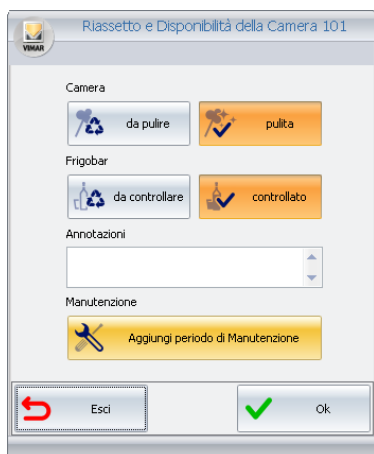 Riassetto e Disponibilità della Camera 101
VIMAR
Camera
da pulire
pulita
Frigobar
da controllare
controllato
Annotazioni
Manutenzione
Aggiungi periodo di Manutenzione
Esci
Ok